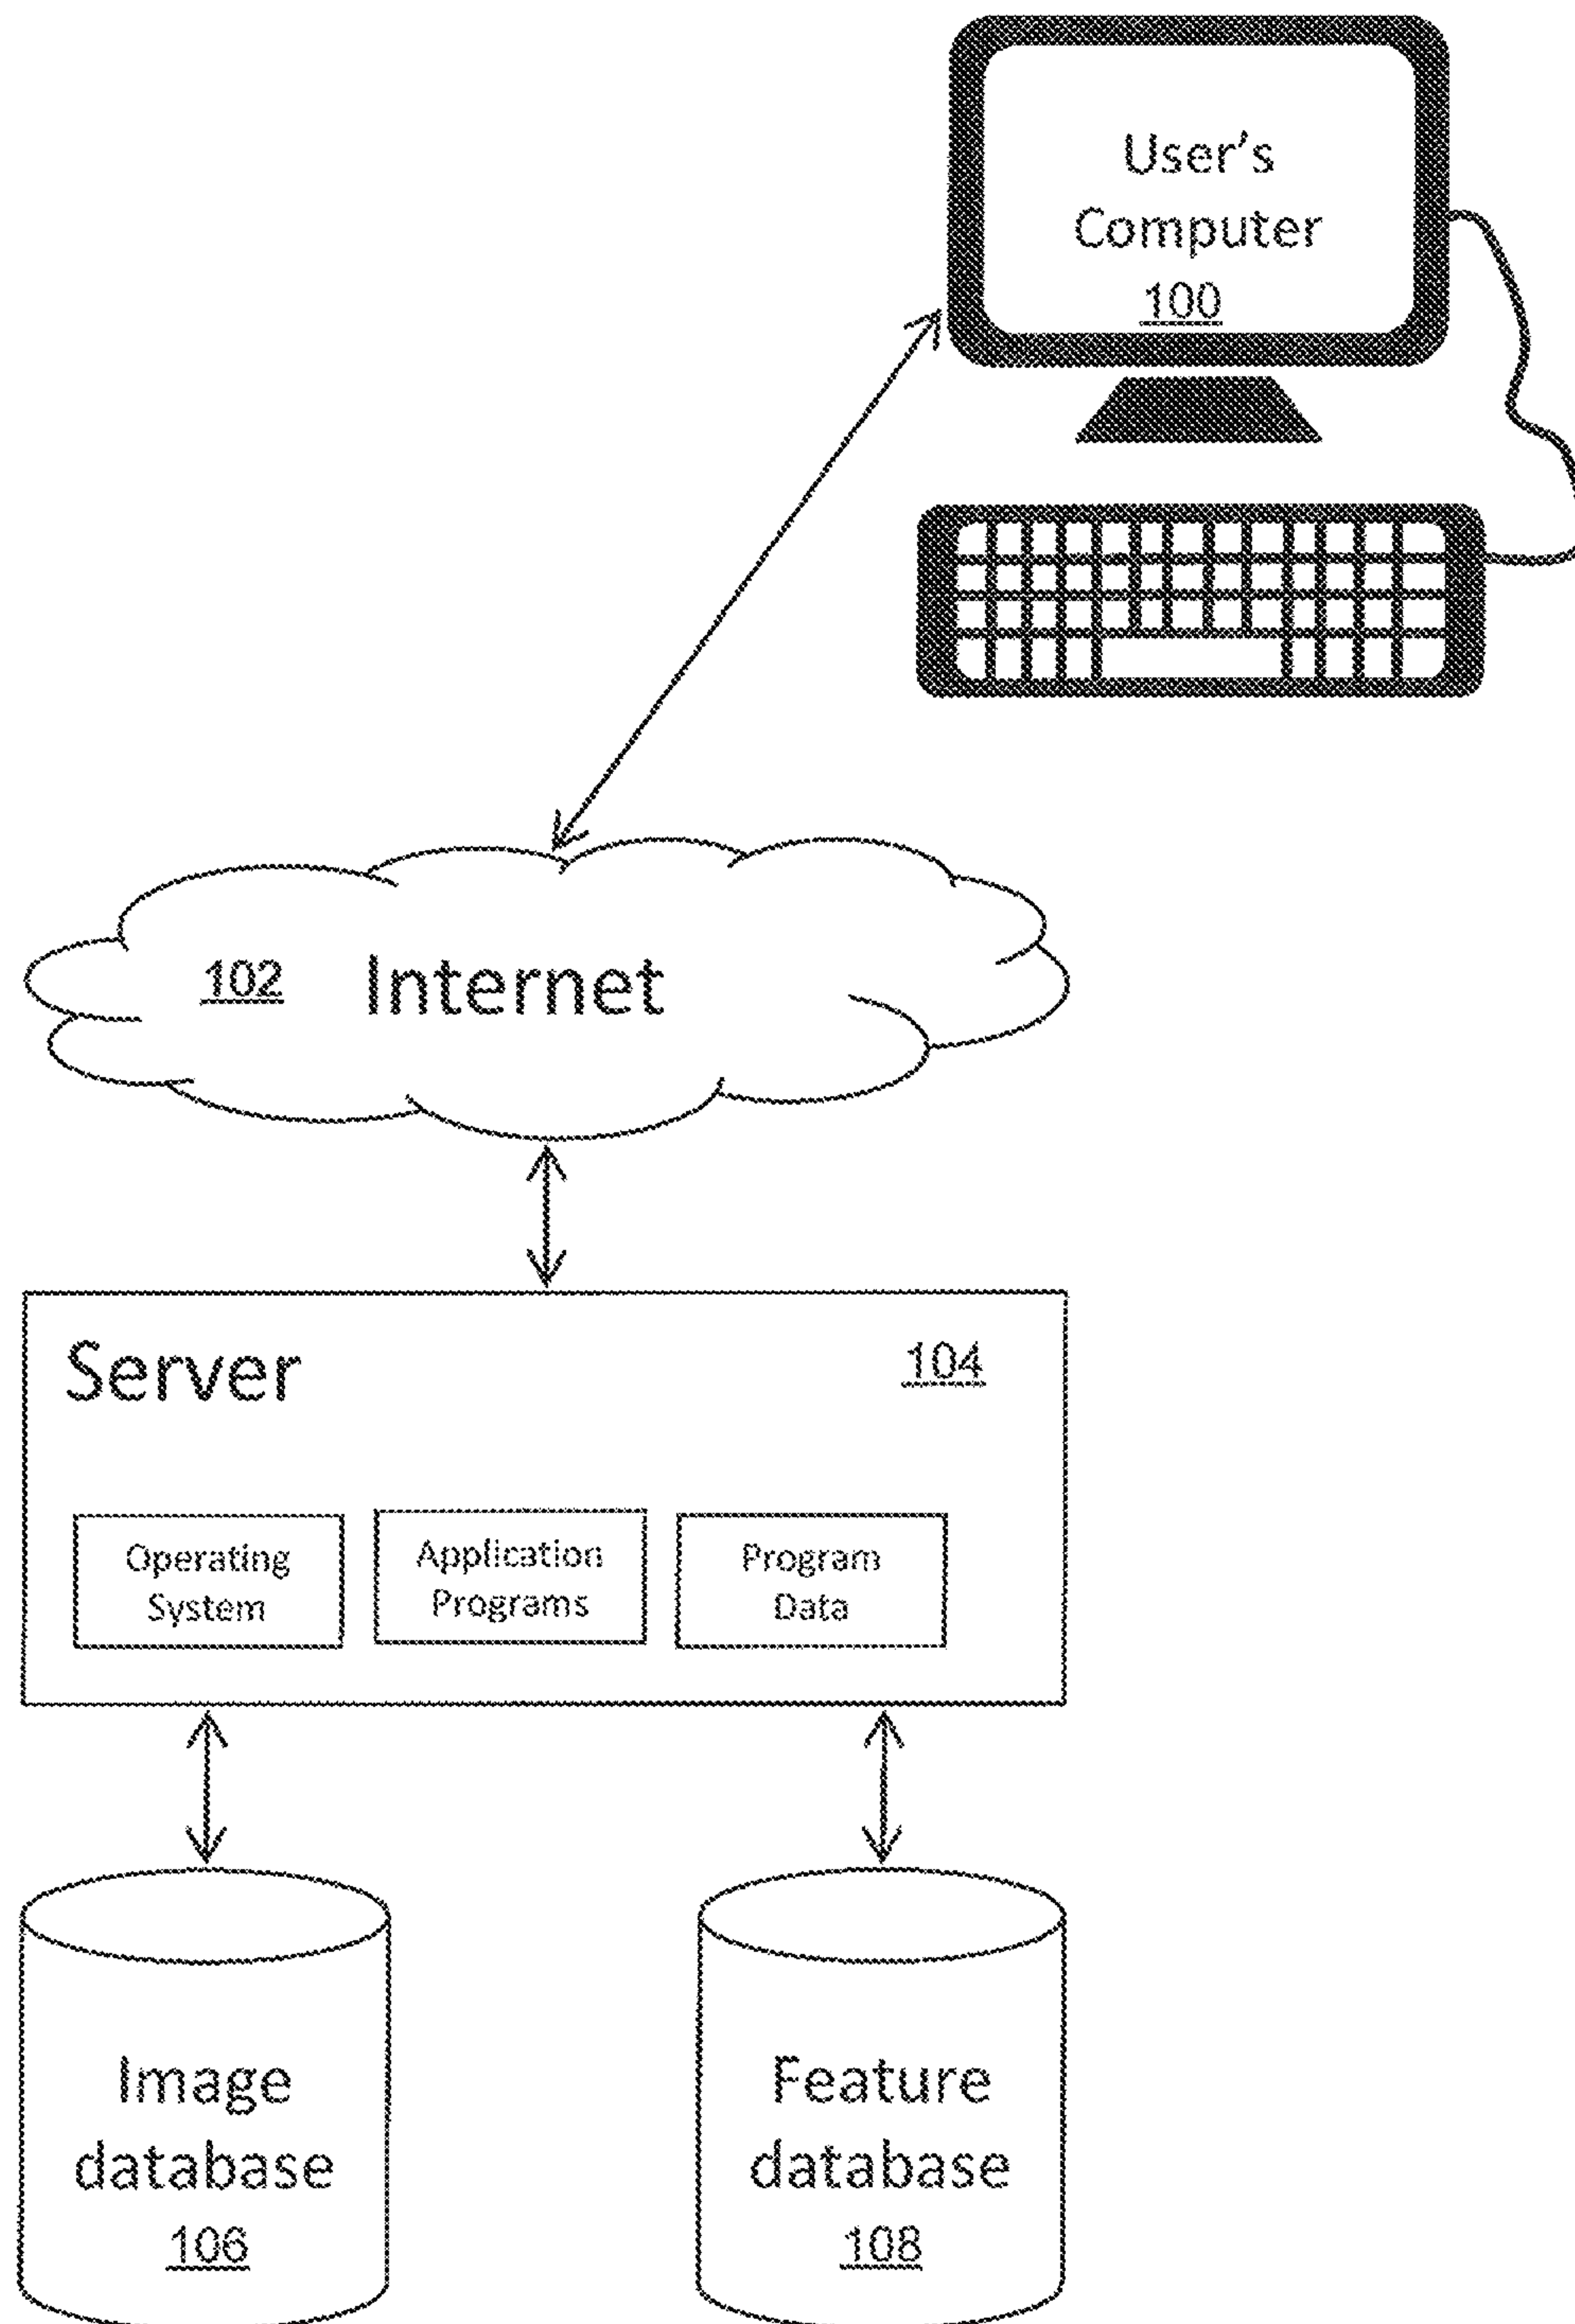 User's
Computer
100
102 Internet
Server 104
Operating
System
Application
Programs
Program
Data
Image
database
106
Feature
database
108